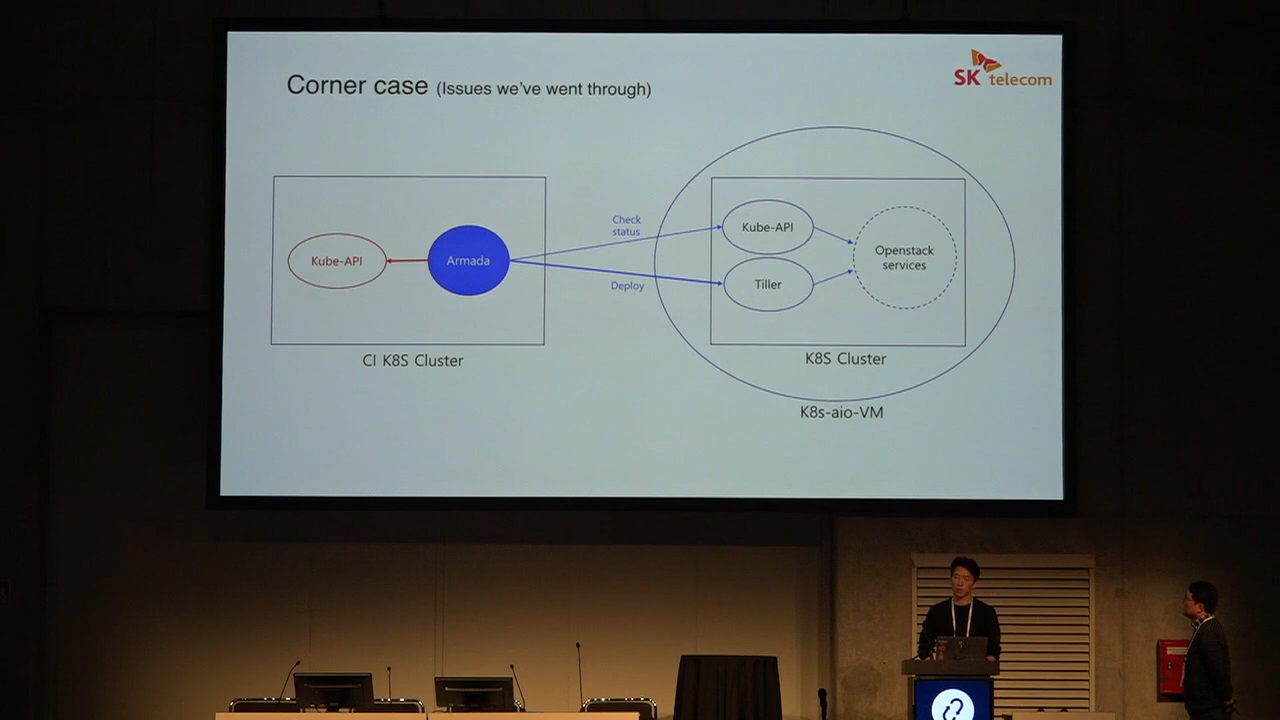 Corner case (Issues we've went through)
SK telecom
Kube-API
Armada
CI K8S Cluster
Check
status
Deploy
Kube-API
Tiller
Openstack
services
K8S Cluster
K8s-aio-VM